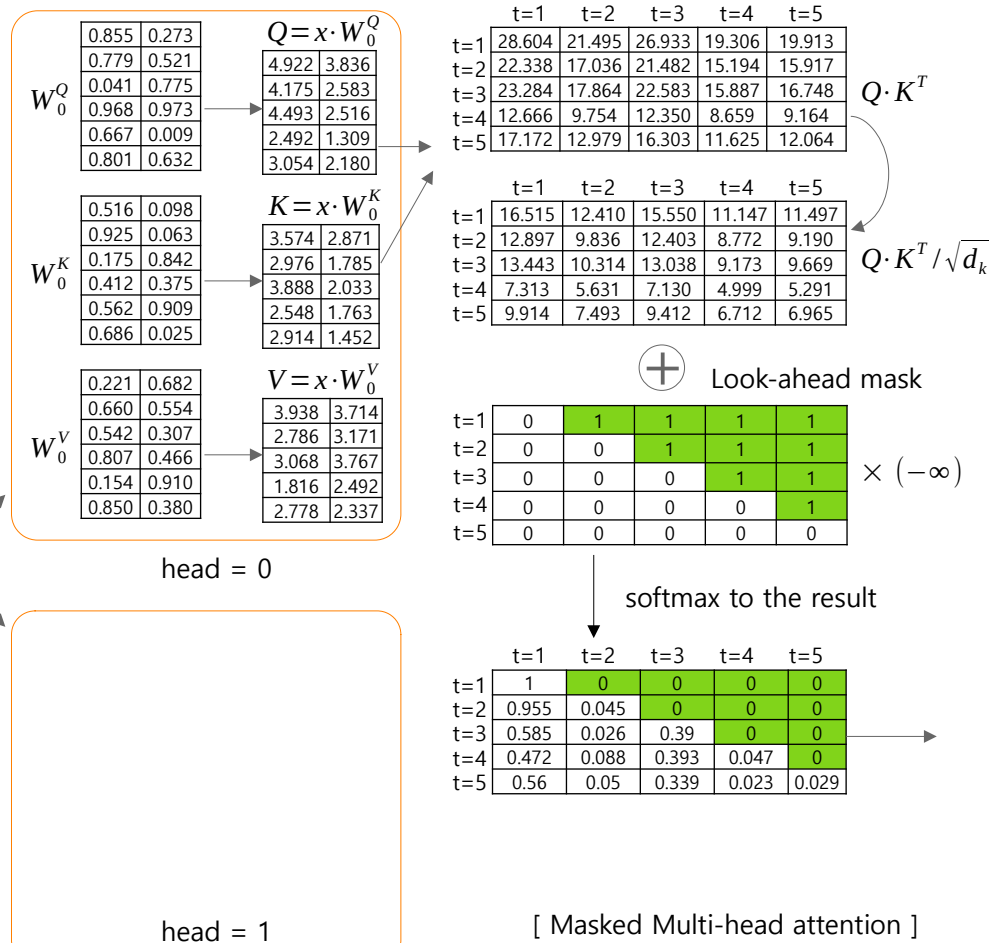 W₀^Q
0.855 0.273
0.779 0.521
0.041 0.775
0.968 0.973
0.667 0.009
0.801 0.632
Q=x·W₀^Q
4.922 3.836
4.175 2.583
4.493 2.516
2.492 1.309
3.054 2.180
W₀^K
0.516 0.098
0.925 0.063
0.175 0.842
0.412 0.375
0.562 0.909
0.686 0.025
K=x·W₀^K
3.574 2.871
2.976 1.785
3.888 2.033
2.548 1.763
2.914 1.452
W₀^V
0.221 0.682
0.660 0.554
0.542 0.307
0.807 0.466
0.154 0.910
0.850 0.380
V=x·W₀^V
3.938 3.714
2.786 3.171
3.068 3.767
1.816 2.492
2.778 2.337
head = 0
head = 1
t=1 t=2 t=3 t=4 t=5
t=1 28.604 21.495 26.933 19.306 19.913
t=2 22.338 17.036 21.482 15.194 15.917
t=3 23.284 17.864 22.583 15.887 16.748
t=4 12.666 9.754 12.350 8.659 9.164
t=5 17.172 12.979 16.303 11.625 12.064
Q·K^T
t=1 t=2 t=3 t=4 t=5
t=1 16.515 12.410 15.550 11.147 11.497
t=2 12.897 9.836 12.403 8.772 9.190
t=3 13.443 10.314 13.038 9.173 9.669
t=4 7.313 5.631 7.130 4.999 5.291
t=5 9.914 7.493 9.412 6.712 6.965
Q·K^T/√d_k
+ Look-ahead mask
t=1 0 1 1 1 1
t=2 0 0 1 1 1
t=3 0 0 0 1 1
t=4 0 0 0 0 1
t=5 0 0 0 0 0
× (−∞)
softmax to the result
t=1 t=2 t=3 t=4 t=5
t=1 1 0 0 0 0
t=2 0.955 0.045 0 0 0
t=3 0.585 0.026 0.39 0 0
t=4 0.472 0.088 0.393 0.047 0
t=5 0.56 0.05 0.339 0.023 0.029
[ Masked Multi-head attention ]